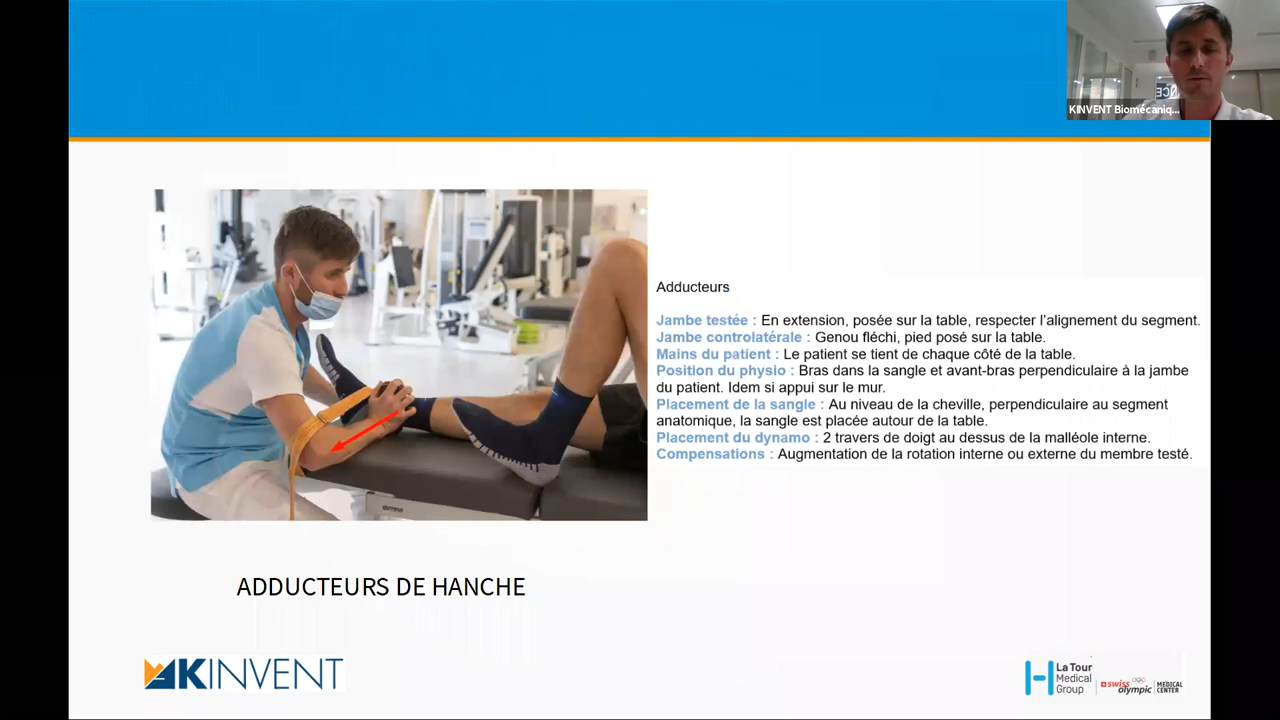 KINVENT Biomécaniq...
Adducteurs
Jambe testée : En extension, posée sur la table, respecter l'alignement du segment.
Jambe controlatérale : Genou fléchi, pied posé sur la table.
Mains du patient : Le patient se tient de chaque côté de la table.
Position du physio : Bras dans la sangle et avant-bras perpendiculaire à la jambe
du patient. Idem si appui sur le mur.
Placement de la sangle : Au niveau de la cheville, perpendiculaire au segment
anatomique, la sangle est placée autour de la table.
Placement du dynamo : 2 travers de doigt au dessus de la malléole interne.
Compensations : Augmentation de la rotation interne ou externe du membre testé.
ADDUCTEURS DE HANCHE
KINVENT
La Tour
Medical
Group
swiss
olympic
MEDICAL
CENTER